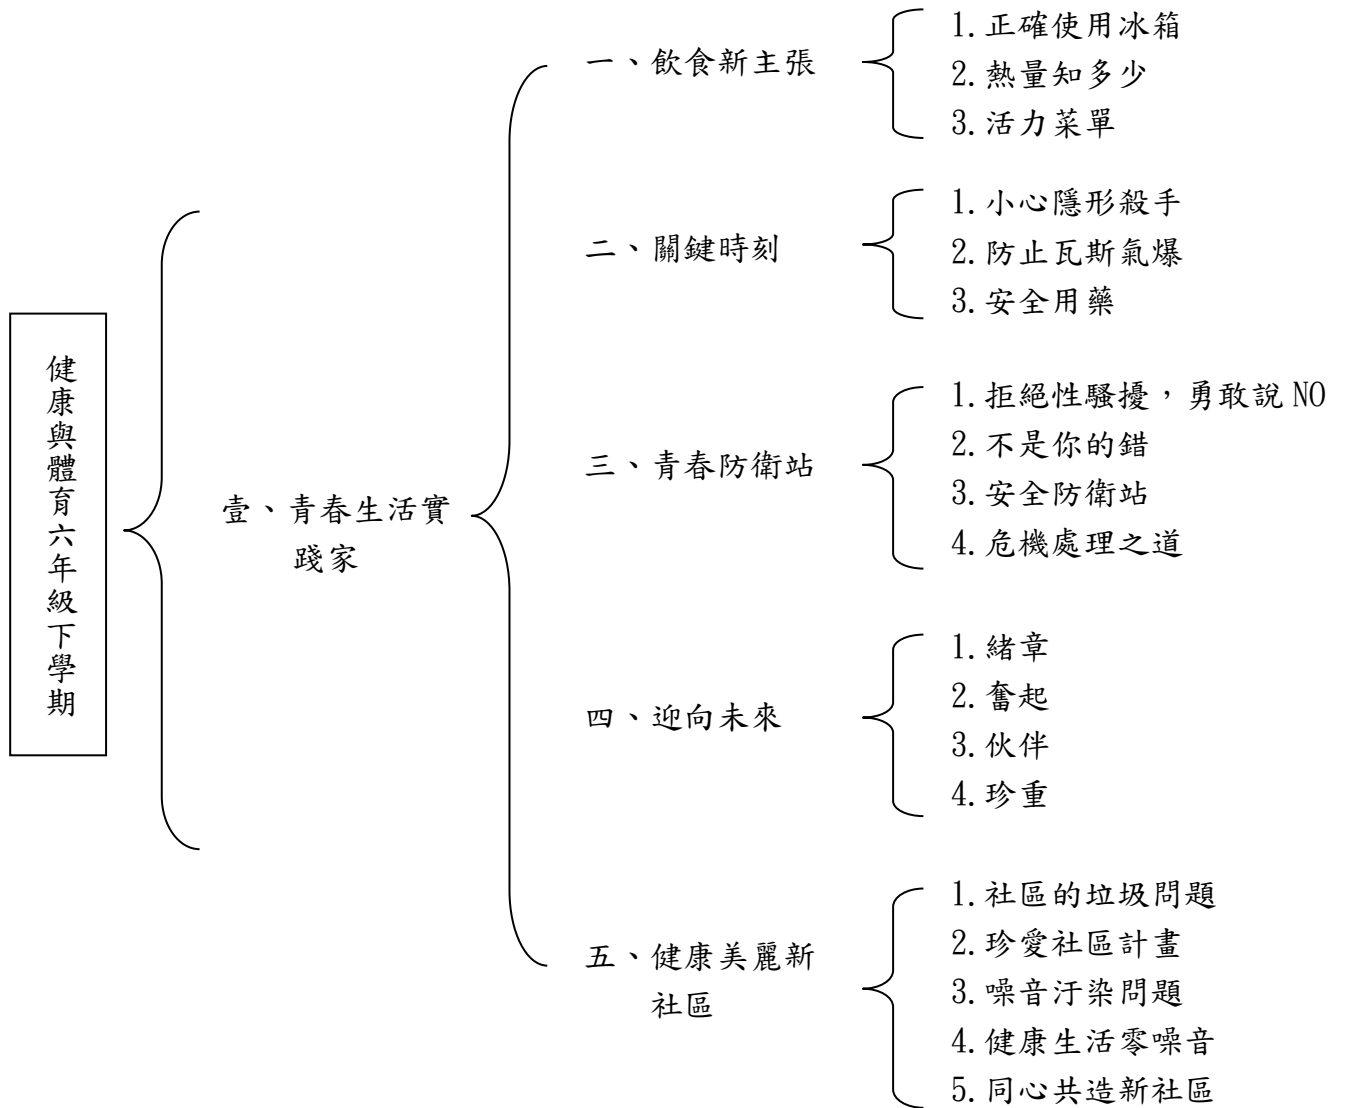 健康與體育六年級下學期
壹、青春生活實
踐家
一、飲食新主張
1.正確使用冰箱
2.熱量知多少
3.活力菜單
二、關鍵時刻
1.小心隱形殺手
2.防止瓦斯氣爆
3.安全用藥
三、青春防衛站
1.拒絕性騷擾，勇敢說 NO
2.不是你的錯
3.安全防衛站
4.危機處理之道
四、迎向未來
1.緒章
2.奮起
3.伙伴
4.珍重
五、健康美麗新
社區
1.社區的垃圾問題
2.珍愛社區計畫
3.噪音汙染問題
4.健康生活零噪音
5.同心共造新社區